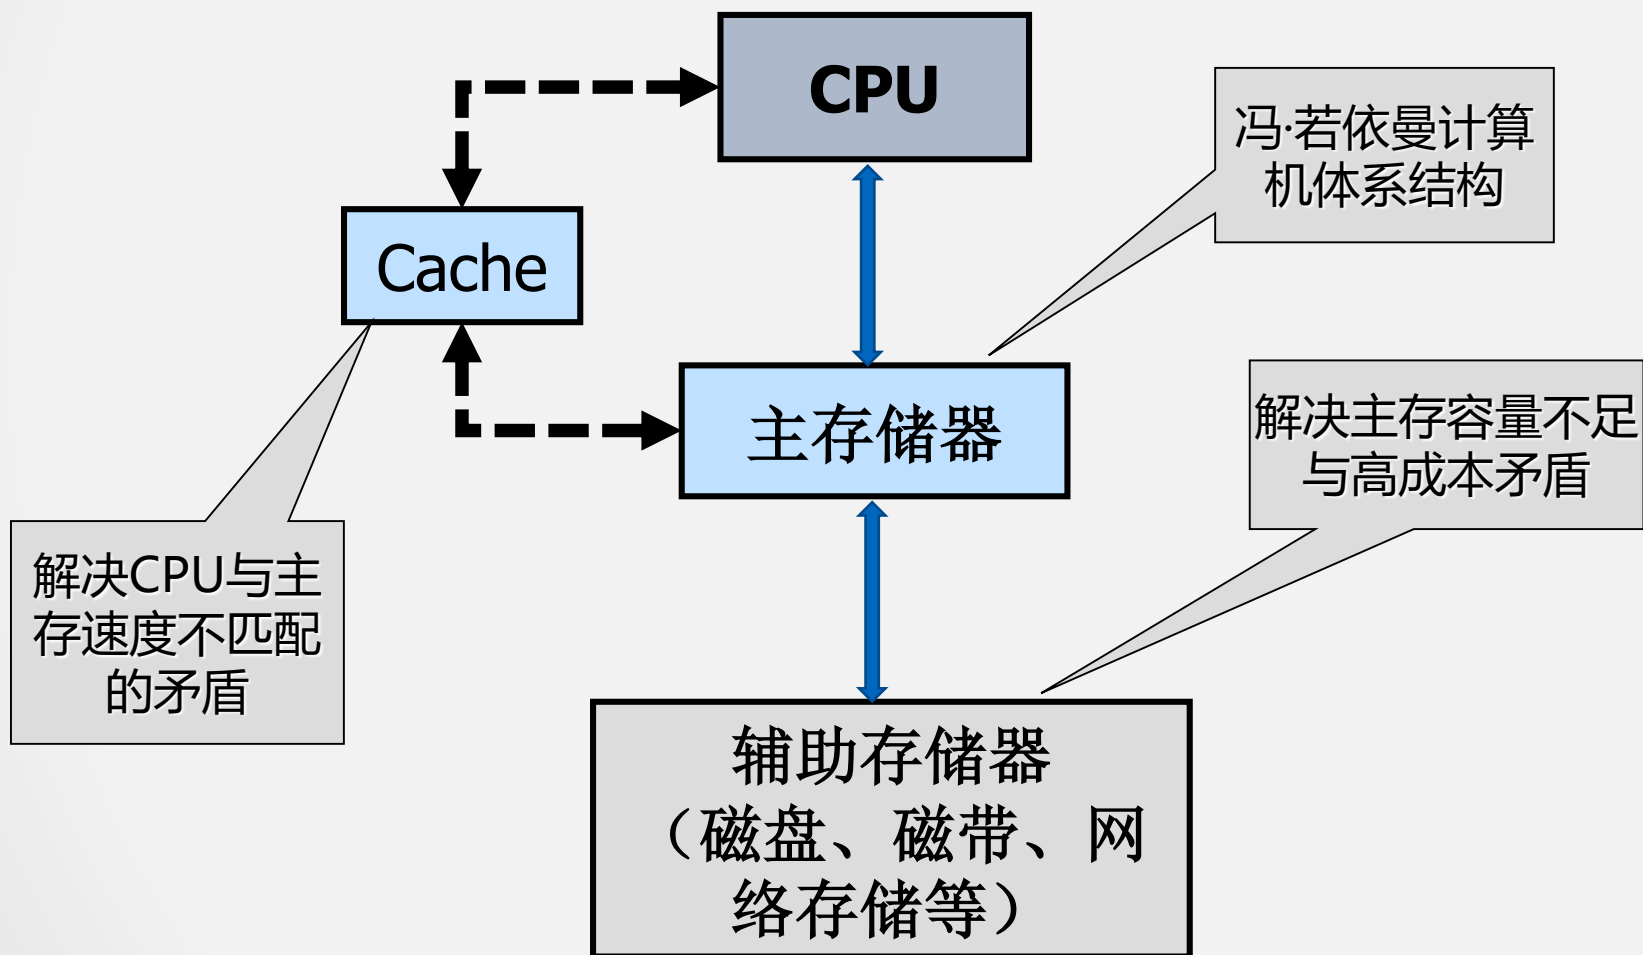 CPU
冯·若依曼计算
机体系结构
Cache
主存储器
解决主存容量不足
与高成本矛盾
解决CPU与主
存速度不匹配
的矛盾
辅助存储器
（磁盘、磁带、网
络存储等）